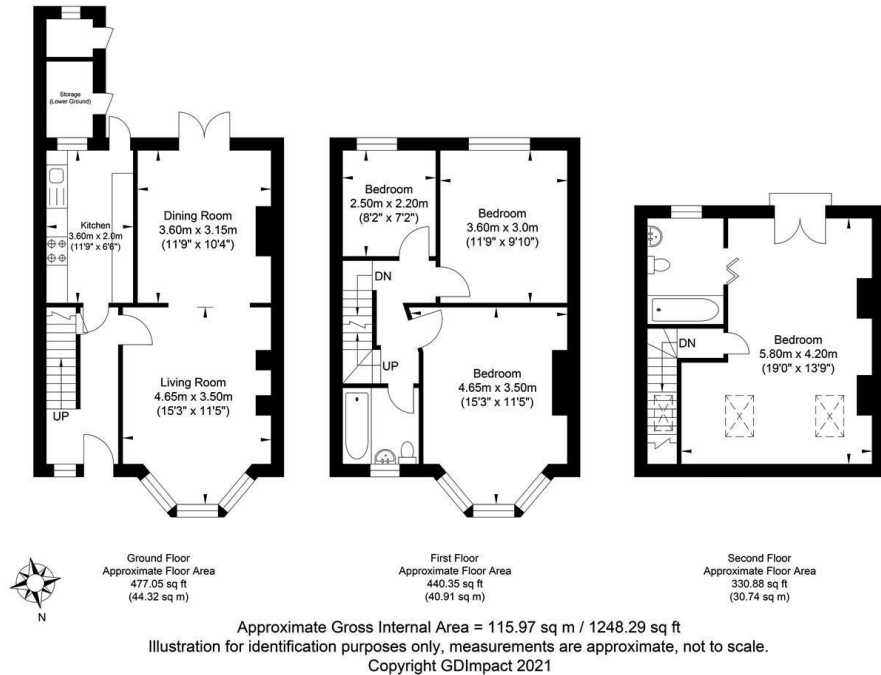 Storage
(Lower Ground)
Kitchen
3.60m x 2.0m
(11'9" x 6'6")
Dining Room
3.60m x 3.15m
(11'9" x 10'4")
Living Room
4.65m x 3.50m
(15'3" x 11'5")
UP
Bedroom
2.50m x 2.20m
(8'2" x 7'2")
Bedroom
3.60m x 3.0m
(11'9" x 9'10")
DN
UP
Bedroom
4.65m x 3.50m
(15'3" x 11'5")
DN
Bedroom
5.80m x 4.20m
(19'0" x 13'9")
N
Ground Floor
Approximate Floor Area
477.05 sq ft
(44.32 sq m)
First Floor
Approximate Floor Area
440.35 sq ft
(40.91 sq m)
Second Floor
Approximate Floor Area
330.88 sq ft
(30.74 sq m)
Approximate Gross Internal Area = 115.97 sq m / 1248.29 sq ft
Illustration for identification purposes only, measurements are approximate, not to scale.
Copyright GDImpact 2021